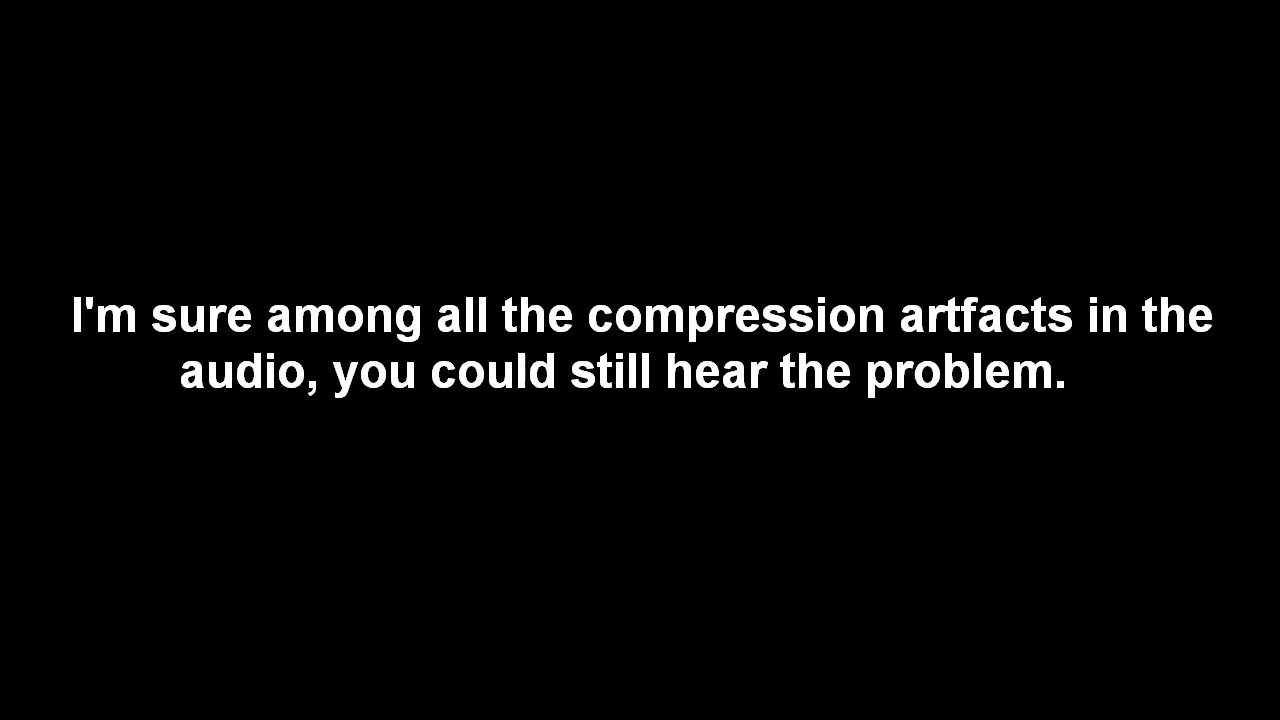 I'm sure among all the compression artfacts in the
audio, you could still hear the problem.